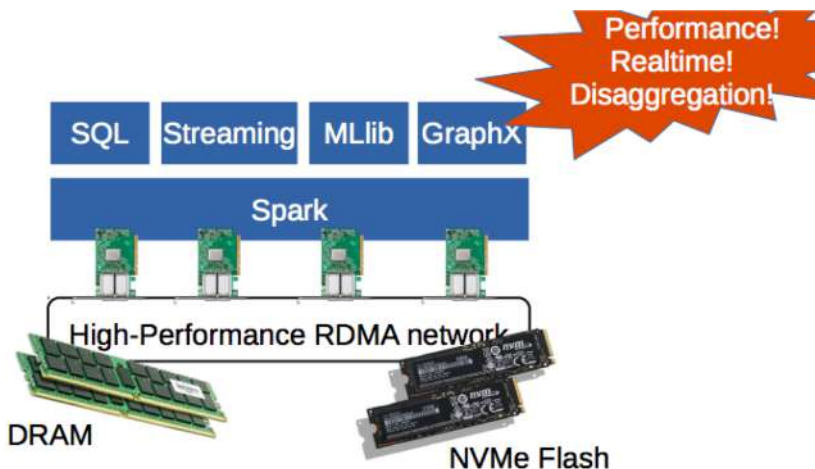 Performance!
Realtime!
Disaggregation!
SQL
Streaming
MLlib
GraphX
Spark
High-Performance RDMA network
DRAM
NVMe Flash